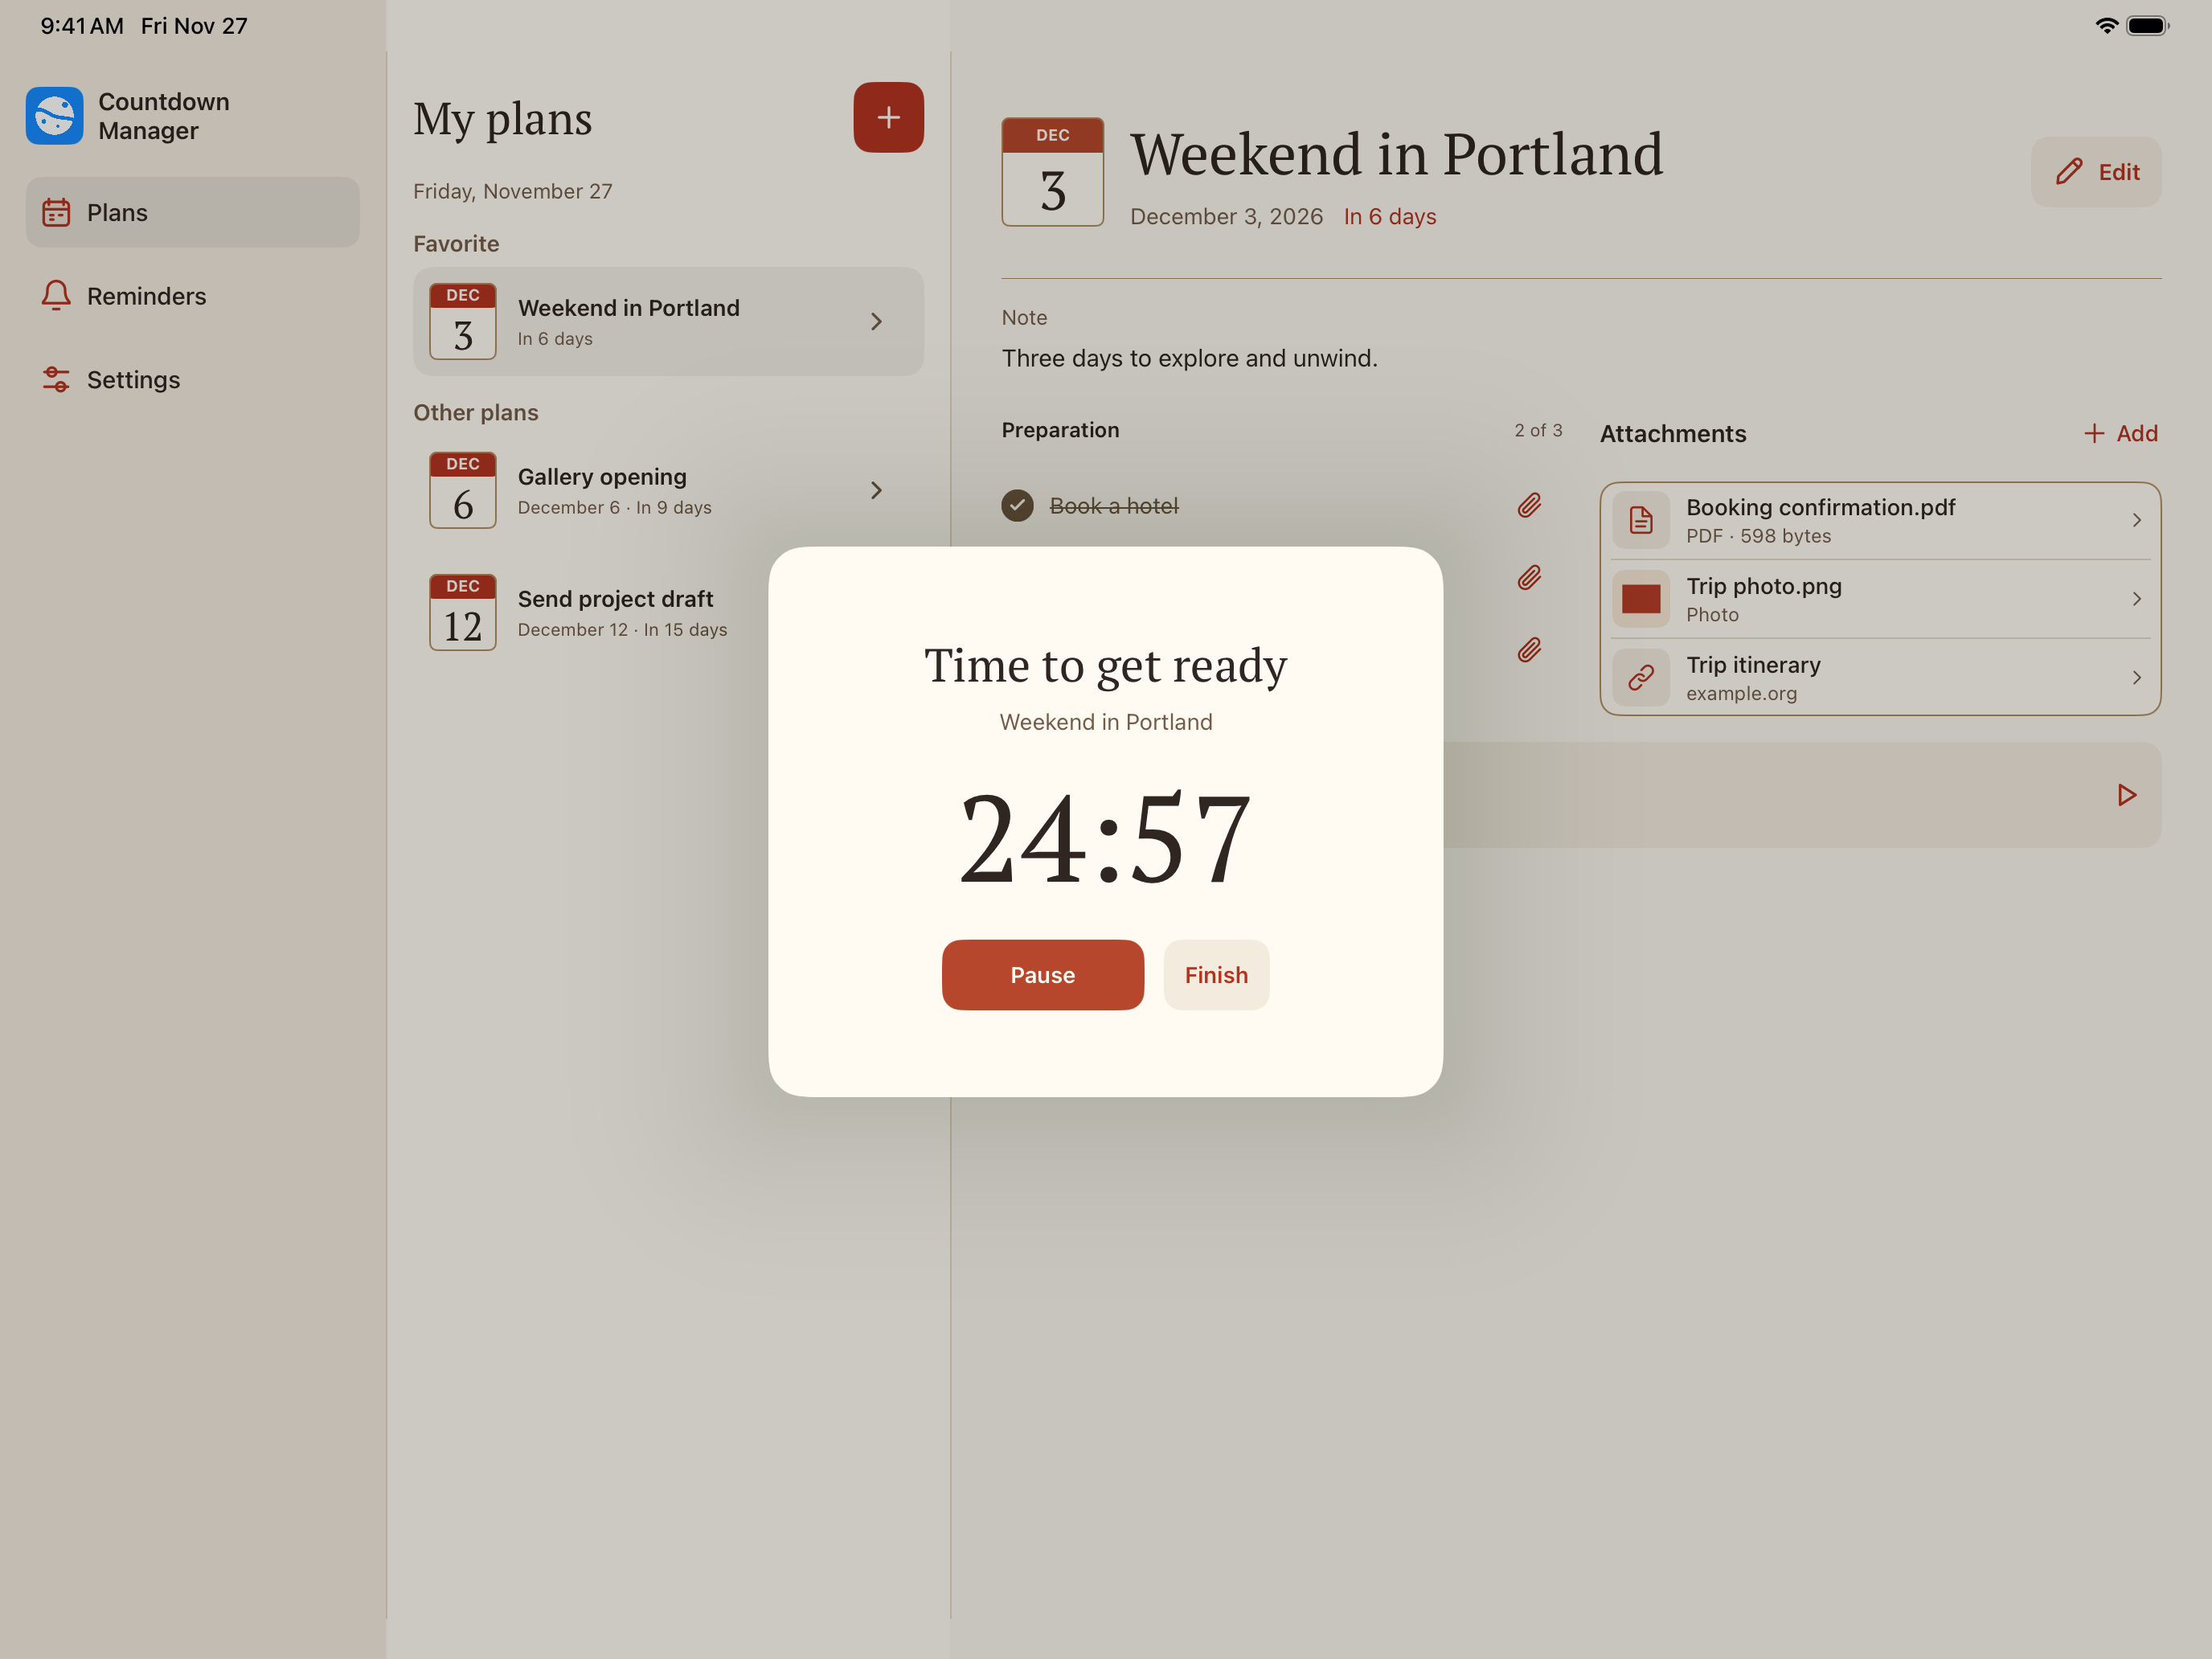 9:41 AM Fri Nov 27
Countdown
Manager
Plans
Reminders
Settings
My plans
Friday, November 27
Favorite
DEC
3
Weekend in Portland
In 6 days
Other plans
DEC
6
Gallery opening
December 6 · In 9 days
DEC
12
Send project draft
December 12 · In 15 days
DEC
3
Weekend in Portland
December 3, 2026 In 6 days
Edit
Note
Three days to explore and unwind.
Preparation
2 of 3
Book a hotel
Attachments
Add
Booking confirmation.pdf
PDF · 598 bytes
Trip photo.png
Photo
Trip itinerary
example.org
Time to get ready
Weekend in Portland
24:57
Pause
Finish